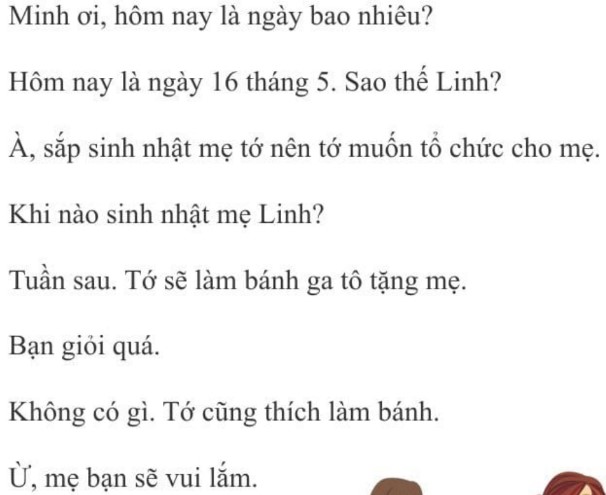 Minh ơi, hôm nay là ngày bao nhiêu?
Hôm nay là ngày 16 tháng 5. Sao thế Linh?
À, sắp sinh nhật mẹ tớ nên tớ muốn tổ chức cho mẹ.
Khi nào sinh nhật mẹ Linh?
Tuần sau. Tớ sẽ làm bánh ga tô tặng mẹ.
Bạn giỏi quá.
Không có gì. Tớ cũng thích làm bánh.
Ừ, mẹ bạn sẽ vui lắm.